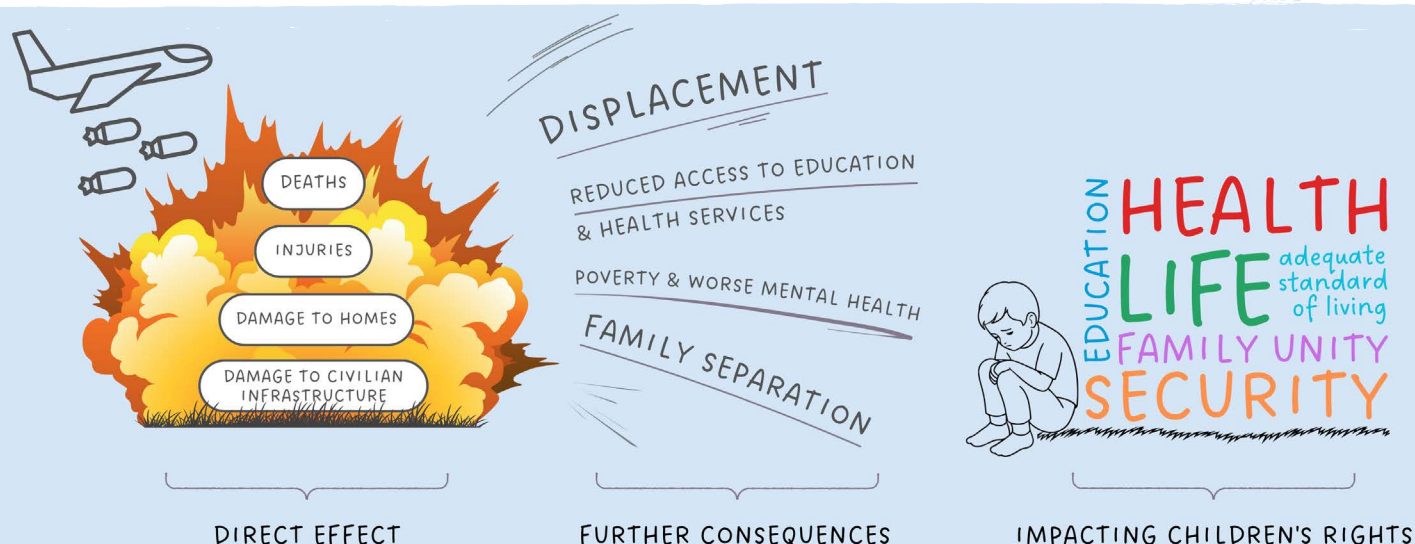 DEATHS
INJURIES
DAMAGE TO HOMES
DAMAGE TO CIVILIAN
INFRASTRUCTURE
DIRECT EFFECT
DISPLACEMENT
REDUCED ACCESS TO EDUCATION
& HEALTH SERVICES
POVERTY & WORSE MENTAL HEALTH
FAMILY SEPARATION
FURTHER CONSEQUENCES
EDUCATION
HEALTH
LIFE
adequate
standard
of living
FAMILY UNITY
SECURITY
IMPACTING CHILDREN'S RIGHTS